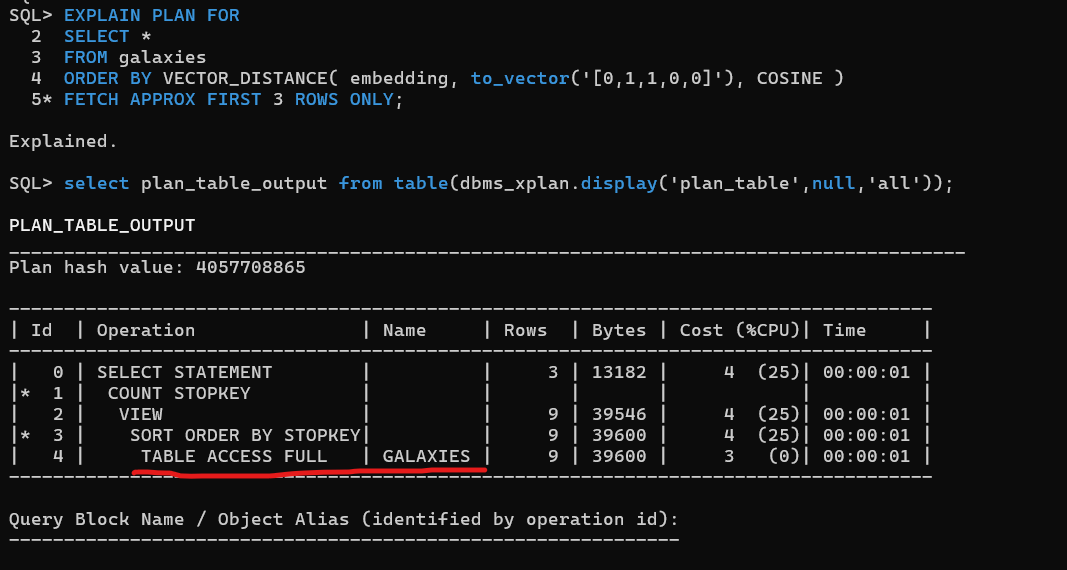 SQL> EXPLAIN PLAN FOR
  2  SELECT *
  3  FROM galaxies
  4  ORDER BY VECTOR_DISTANCE( embedding, to_vector('[0,1,1,0,0]'), COSINE )
  5* FETCH APPROX FIRST 3 ROWS ONLY;
Explained.
SQL> select plan_table_output from table(dbms_xplan.display('plan_table',null,'all'));
PLAN_TABLE_OUTPUT
Plan hash value: 4057708865
| Id  | Operation               | Name     | Rows  | Bytes | Cost (%CPU)| Time     |
|   0 | SELECT STATEMENT        |          |     3 | 13182 |     4  (25)| 00:00:01 |
|*  1 |  COUNT STOPKEY          |          |       |       |            |          |
|   2 |   VIEW                  |          |     9 | 39546 |     4  (25)| 00:00:01 |
|*  3 |    SORT ORDER BY STOPKEY|          |     9 | 39600 |     4  (25)| 00:00:01 |
|   4 |     TABLE ACCESS FULL   | GALAXIES |     9 | 39600 |     3   (0)| 00:00:01 |
Query Block Name / Object Alias (identified by operation id):